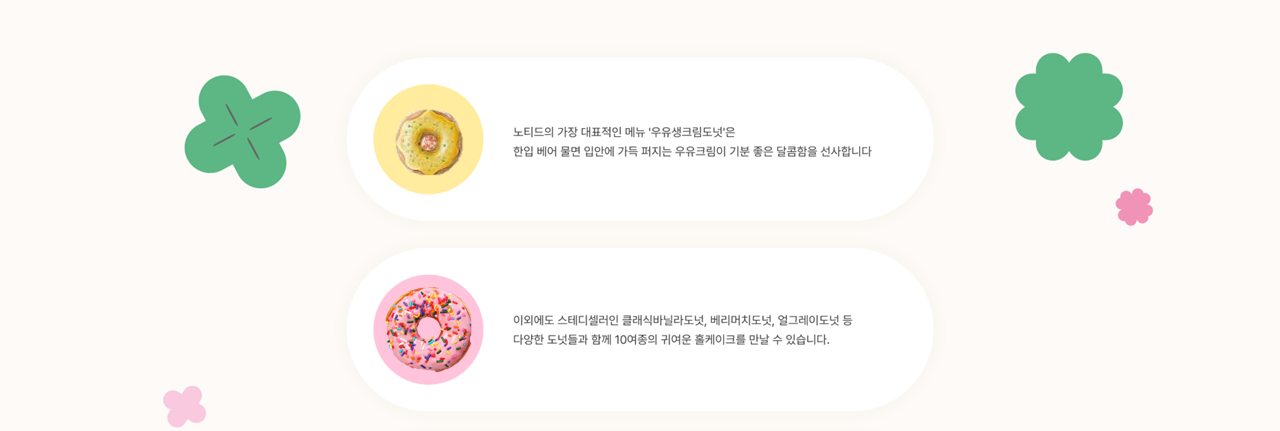 노티드의 가장 대표적인 메뉴 '우유생크림도넛'은
한입 베어 물면 입안에 가득 퍼지는 우유크림이 기분 좋은 달콤함을 선사합니다
이외에도 스테디셀러인 클래식바닐라도넛, 베리머치도넛, 얼그레이도넛 등
다양한 도넛들과 함께 10여종의 귀여운 홀케이크를 만날 수 있습니다.